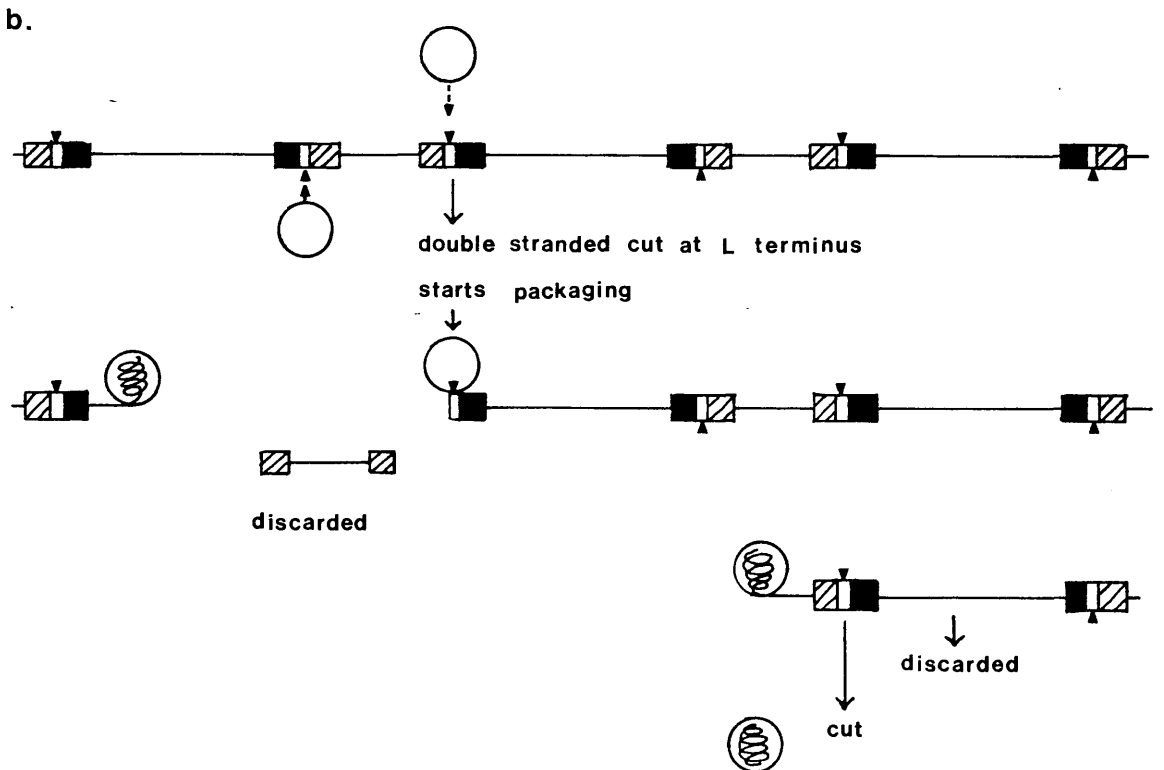 b.
double stranded cut at L terminus
starts packaging
discarded
discarded
cut